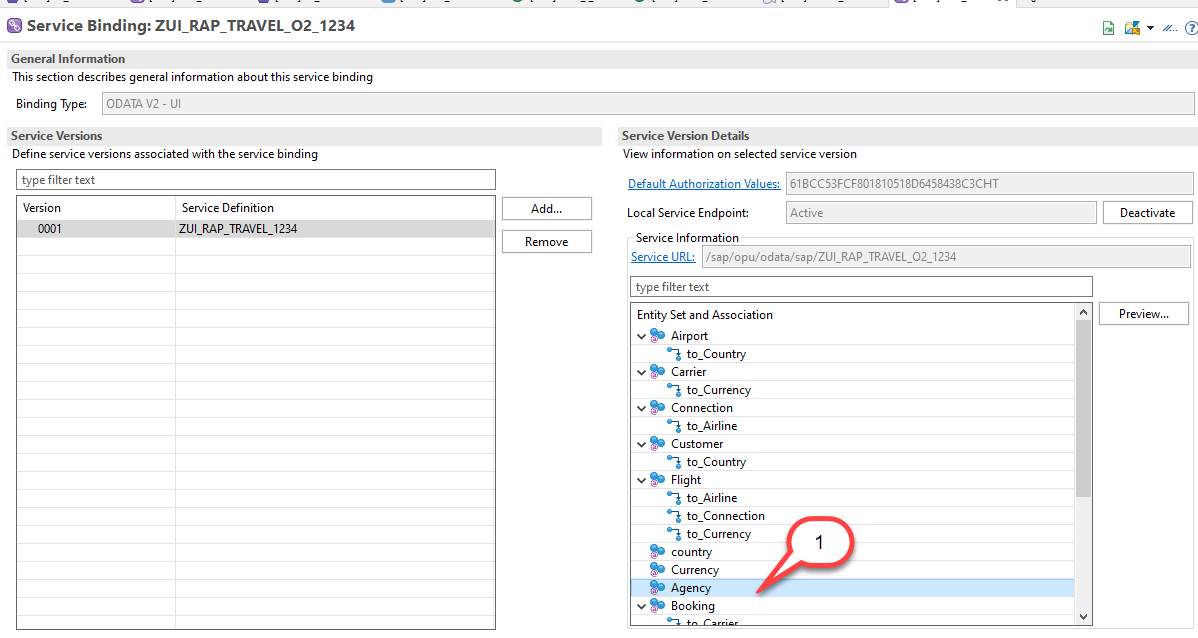 Service Binding: ZUI_RAP_TRAVEL_O2_1234
General Information
This section describes general information about this service binding
Binding Type:
ODATA V2 - UI
Service Versions
Define service versions associated with the service binding
type filter text
Version
Service Definition
0001
ZUI_RAP_TRAVEL_1234
Add...
Remove
Service Version Details
View information on selected service version
Default Authorization Values:
61BCC53FCF801810518D6458438C3CHT
Local Service Endpoint:
Active
Deactivate
Service Information
Service URL:
/sap/opu/odata/sap/ZUI_RAP_TRAVEL_O2_1234
type filter text
Preview...
Entity Set and Association
Airport
to_Country
Carrier
to_Currency
Connection
to_Airline
Customer
to_Country
Flight
to_Airline
to_Connection
to_Currency
1
country
Currency
Agency
Booking
to_Carrier